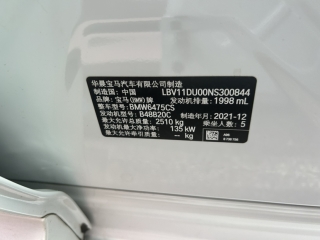 华晨宝马汽车有限公司制造
制造国：中国 LBV11DU00NS300844
品牌：宝马(BMW)牌 发动机排量：1998 mL
整车型号：BMW6475CS
发动机型号：B48B20C 制造年月：2021-12
最大允许总质量：2510 kg 乘坐人数：5
发动机最大净功率：135 kW
最大允许牵引质量：— kg